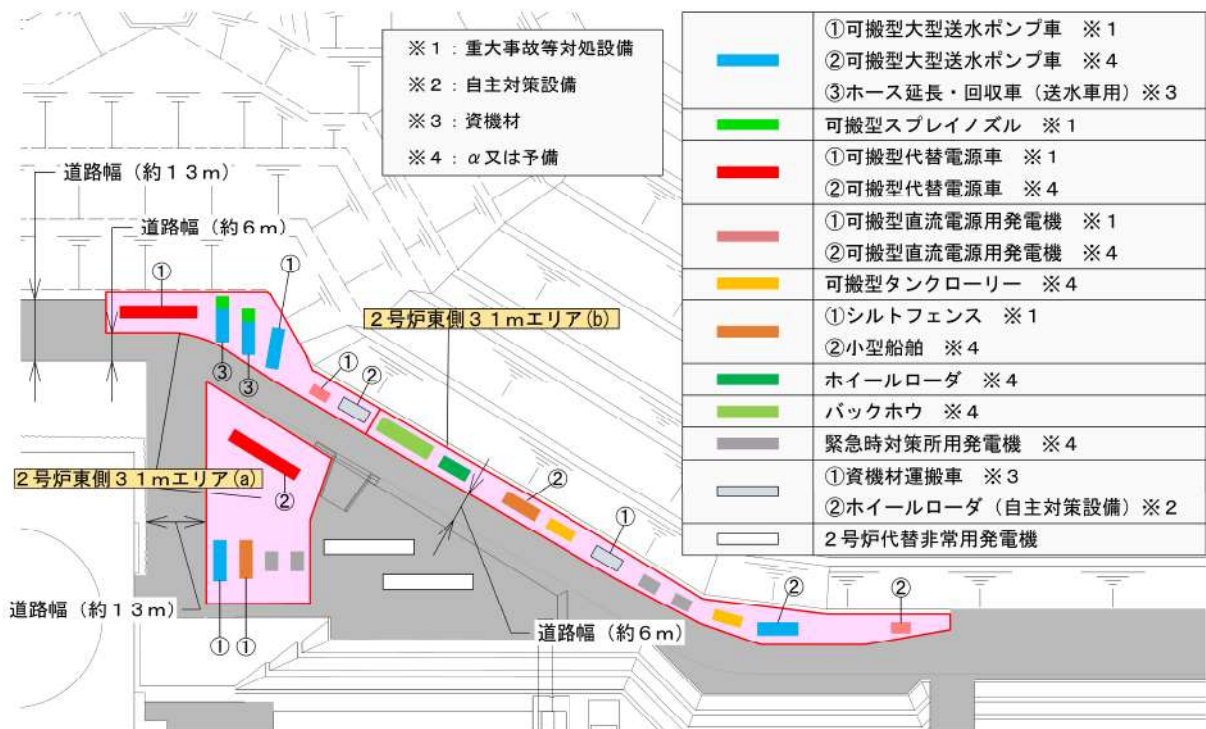 ※1：重大事故等対処設備
※2：自主対策設備
※3：資機材
※4：α又は予備
①可搬型大型送水ポンプ車　※1
②可搬型大型送水ポンプ車　※4
③ホース延長・回収車（送水車用）※3
可搬型スプレイノズル　※1
①可搬型代替電源車　※1
②可搬型代替電源車　※4
①可搬型直流電源用発電機　※1
②可搬型直流電源用発電機　※4
可搬型タンクローリー　※4
①シルトフェンス　※1
②小型船舶　※4
ホイールローダ　※4
バックホウ　※4
緊急時対策所用発電機　※4
①資機材運搬車　※3
②ホイールローダ（自主対策設備）※2
２号炉代替非常用発電機
道路幅（約１３ｍ）
道路幅（約６ｍ）
①
①
③
③
２号炉東側３１ｍエリア(b)
①
②
２号炉東側３１ｍエリア(a)
②
②
①
道路幅（約１３ｍ）
①
①
道路幅（約６ｍ）
②
②